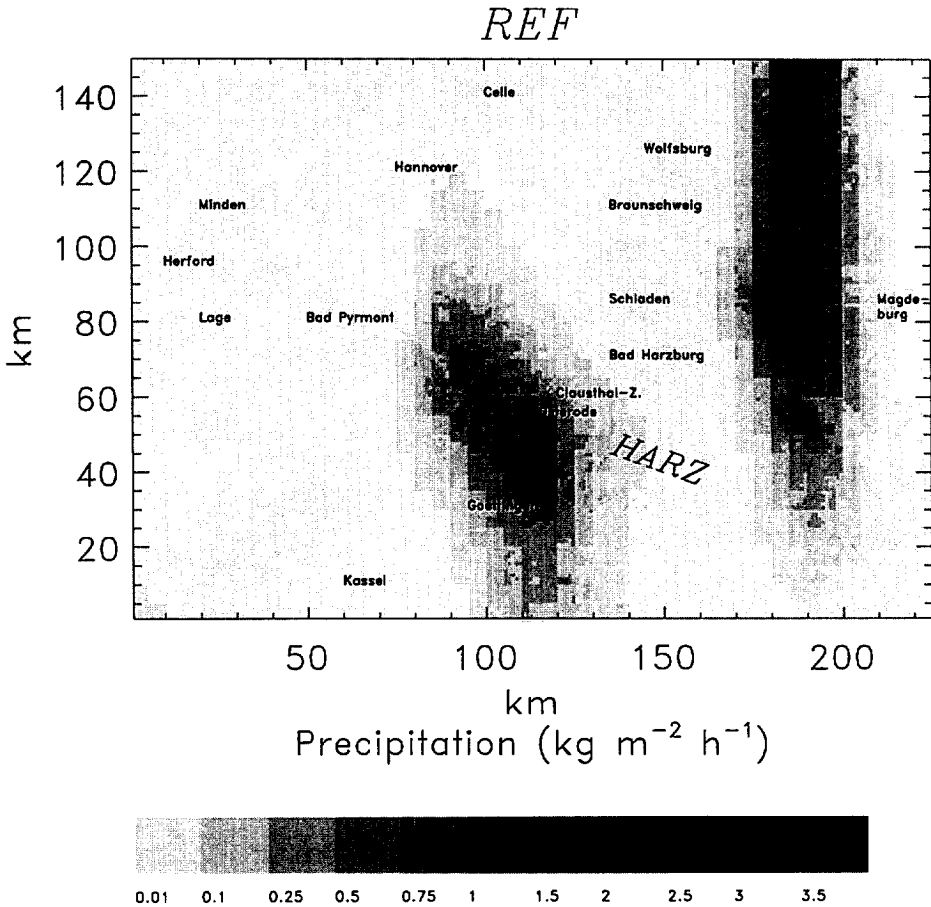 REF
140
120
100
80
60
40
20
km
Celle
Wolfsburg
Hannover
Minden
Braunschweig
Herford
Schladen
Magde-
burg
Lage
Bad Pyrmont
Bad Harzburg
Clausthal-Z.
HARZ
Kassel
50 100 150 200
km
Precipitation (kg m⁻² h⁻¹)
0.01 0.1 0.25 0.5 0.75 1 1.5 2 2.5 3 3.5